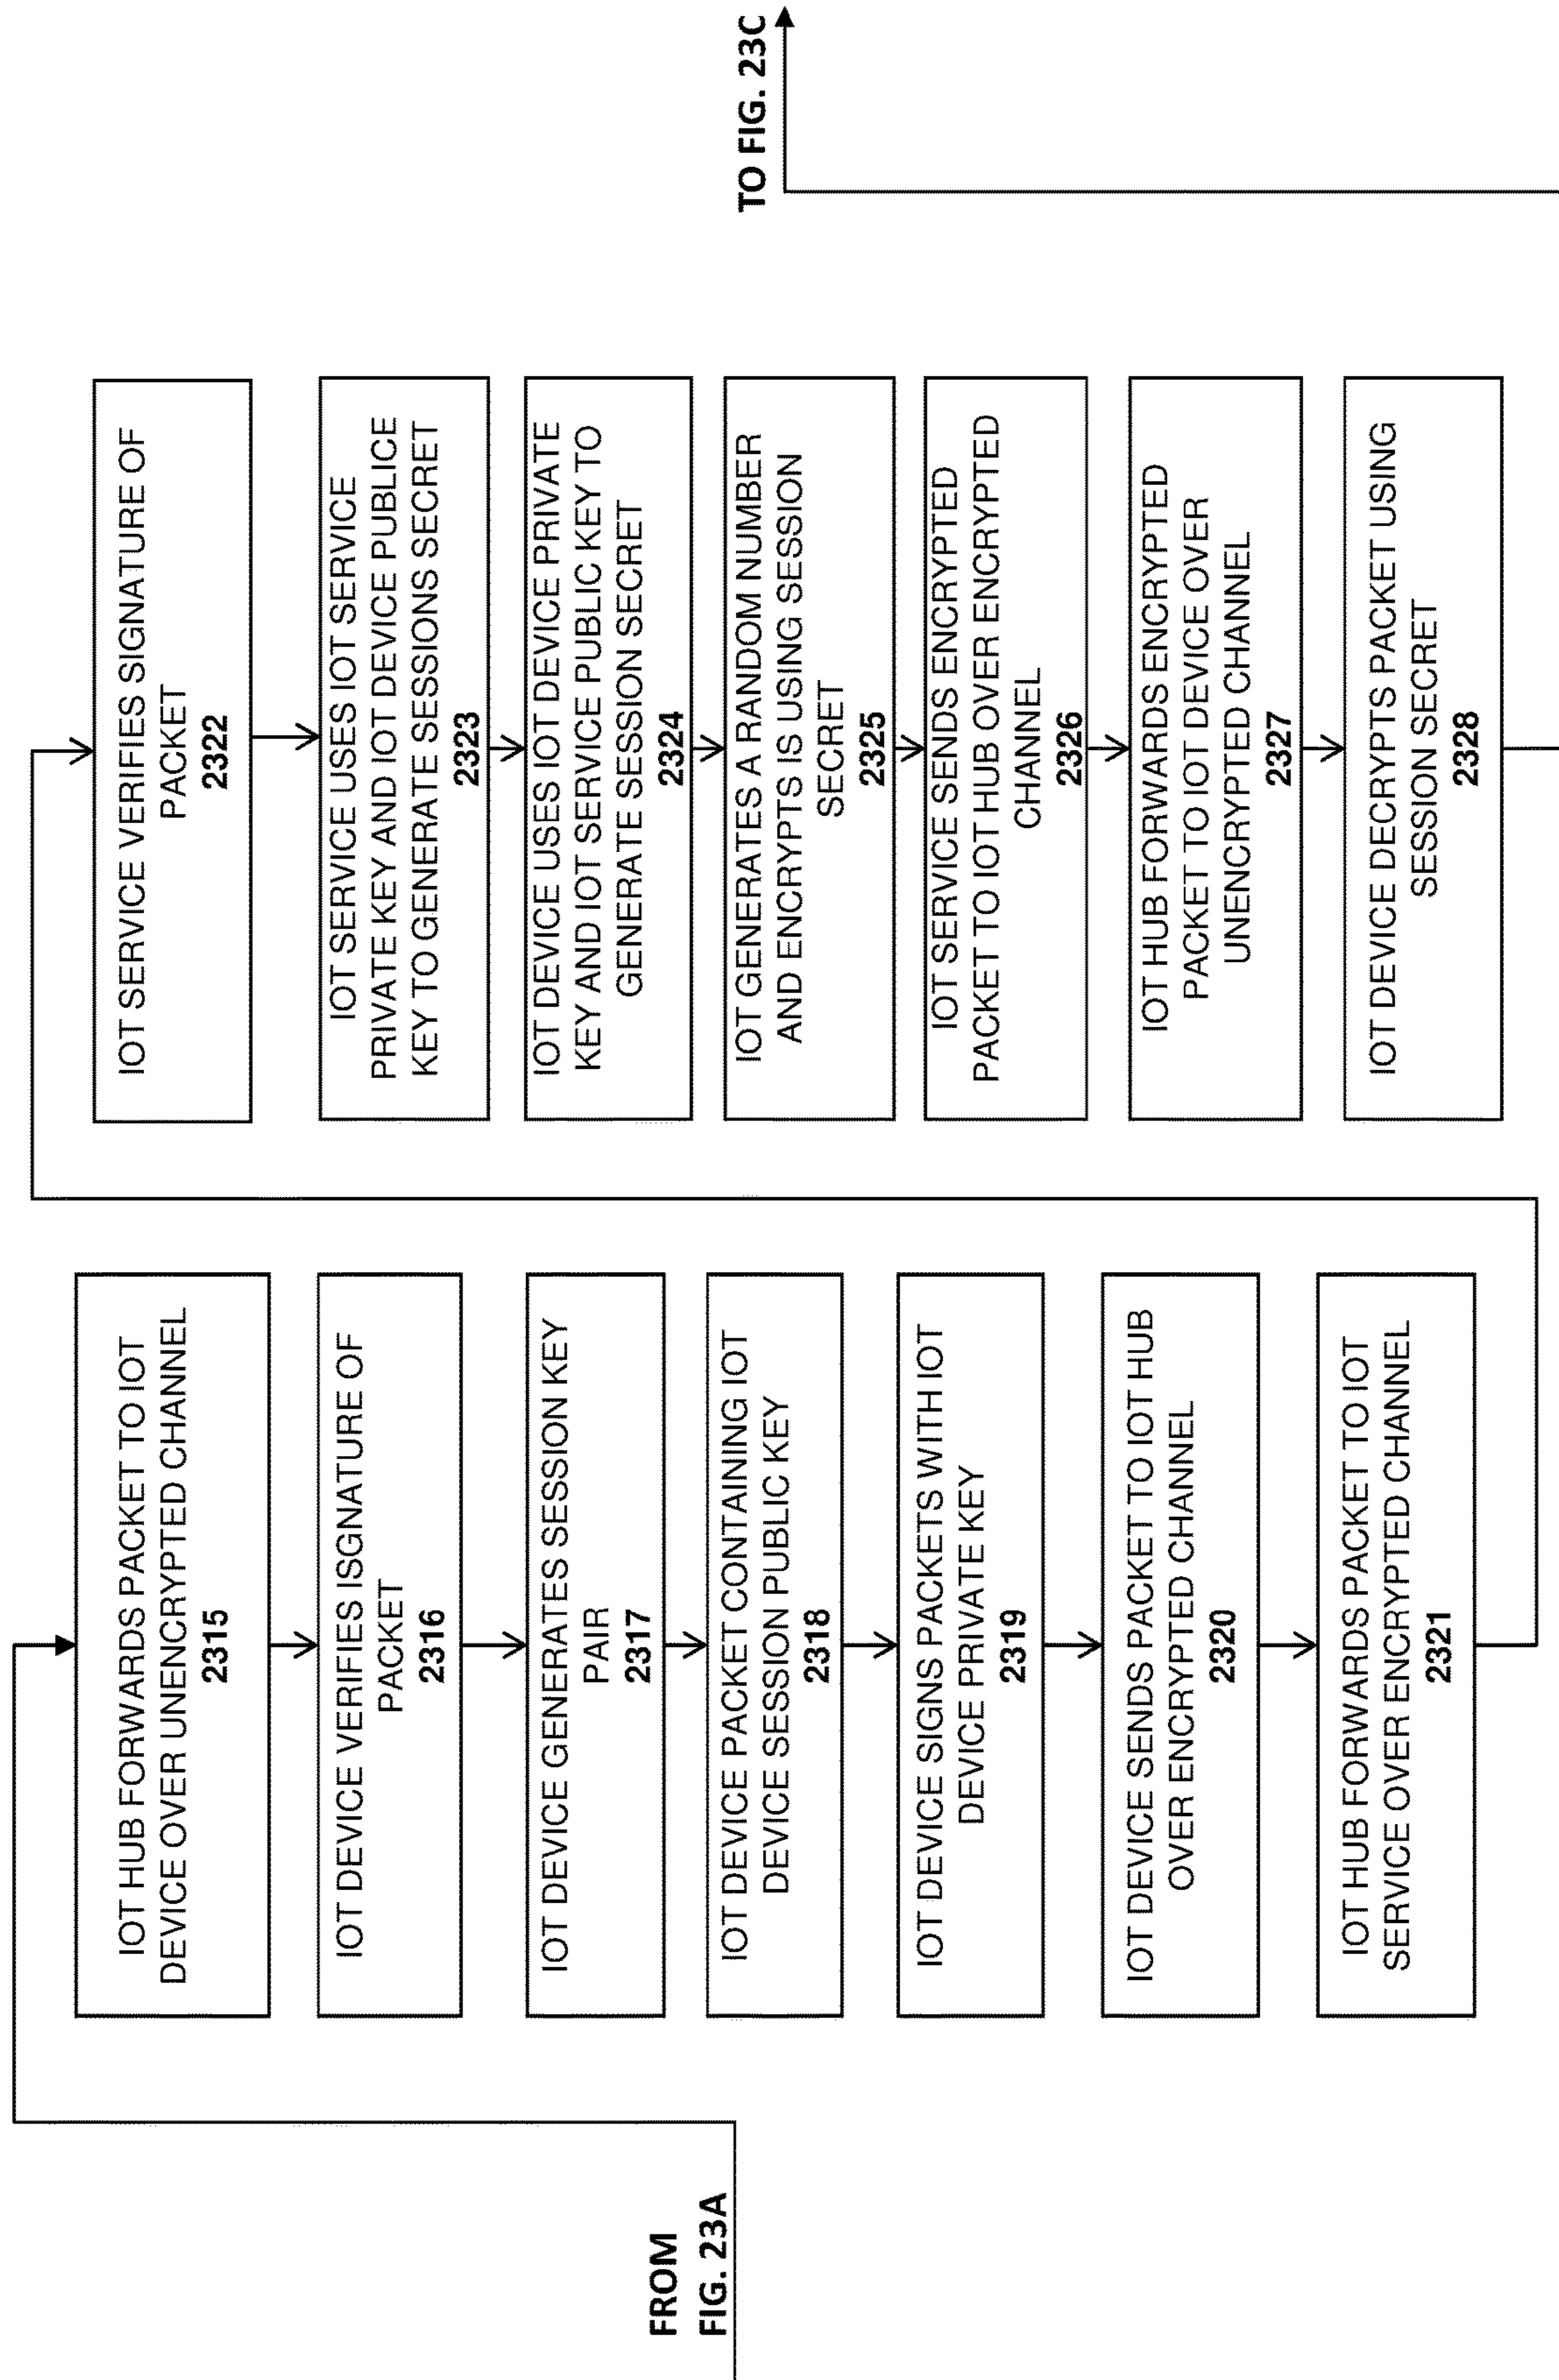 FROM
FIG. 23A
IOT HUB FORWARDS PACKET TO IOT
DEVICE OVER UNENCRYPTED CHANNEL
2315
IOT DEVICE VERIFIES ISGNATURE OF
PACKET
2316
IOT DEVICE GENERATES SESSION KEY
PAIR
2317
IOT DEVICE PACKET CONTAINING IOT
DEVICE SESSION PUBLIC KEY
2318
IOT DEVICE SIGNS PACKETS WITH IOT
DEVICE PRIVATE KEY
2319
IOT DEVICE SENDS PACKET TO IOT HUB
OVER ENCRYPTED CHANNEL
2320
IOT HUB FORWARDS PACKET TO IOT
SERVICE OVER ENCRYPTED CHANNEL
2321
IOT SERVICE VERIFIES SIGNATURE OF
PACKET
2322
IOT SERVICE USES IOT SERVICE
PRIVATE KEY AND IOT DEVICE PUBLICE
KEY TO GENERATE SESSIONS SECRET
2323
IOT DEVICE USES IOT DEVICE PRIVATE
KEY AND IOT SERVICE PUBLIC KEY TO
GENERATE SESSION SECRET
2324
IOT GENERATES A RANDOM NUMBER
AND ENCRYPTS IS USING SESSION
SECRET
2325
IOT SERVICE SENDS ENCRYPTED
PACKET TO IOT HUB OVER ENCRYPTED
CHANNEL
2326
IOT HUB FORWARDS ENCRYPTED
PACKET TO IOT DEVICE OVER
UNENCRYPTED CHANNEL
2327
IOT DEVICE DECRYPTS PACKET USING
SESSION SECRET
2328
TO FIG. 23C